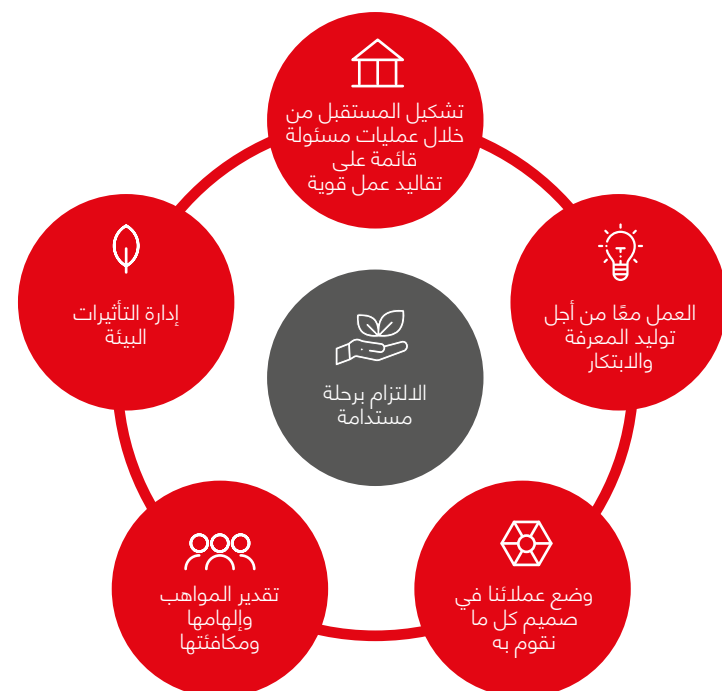 تشكيل المستقبل من
خلال عمليات مسئولة
قائمة على
تقاليد عمل قوية
العمل معًا من أجل
توليد المعرفة
والابتكار
إدارة التأثيرات
البيئة
الالتزام برحلة
مستدامة
وضع عملائنا في
صميم كل ما
نقوم به
تقدير المواهب
وإلهامها
ومكافئتها